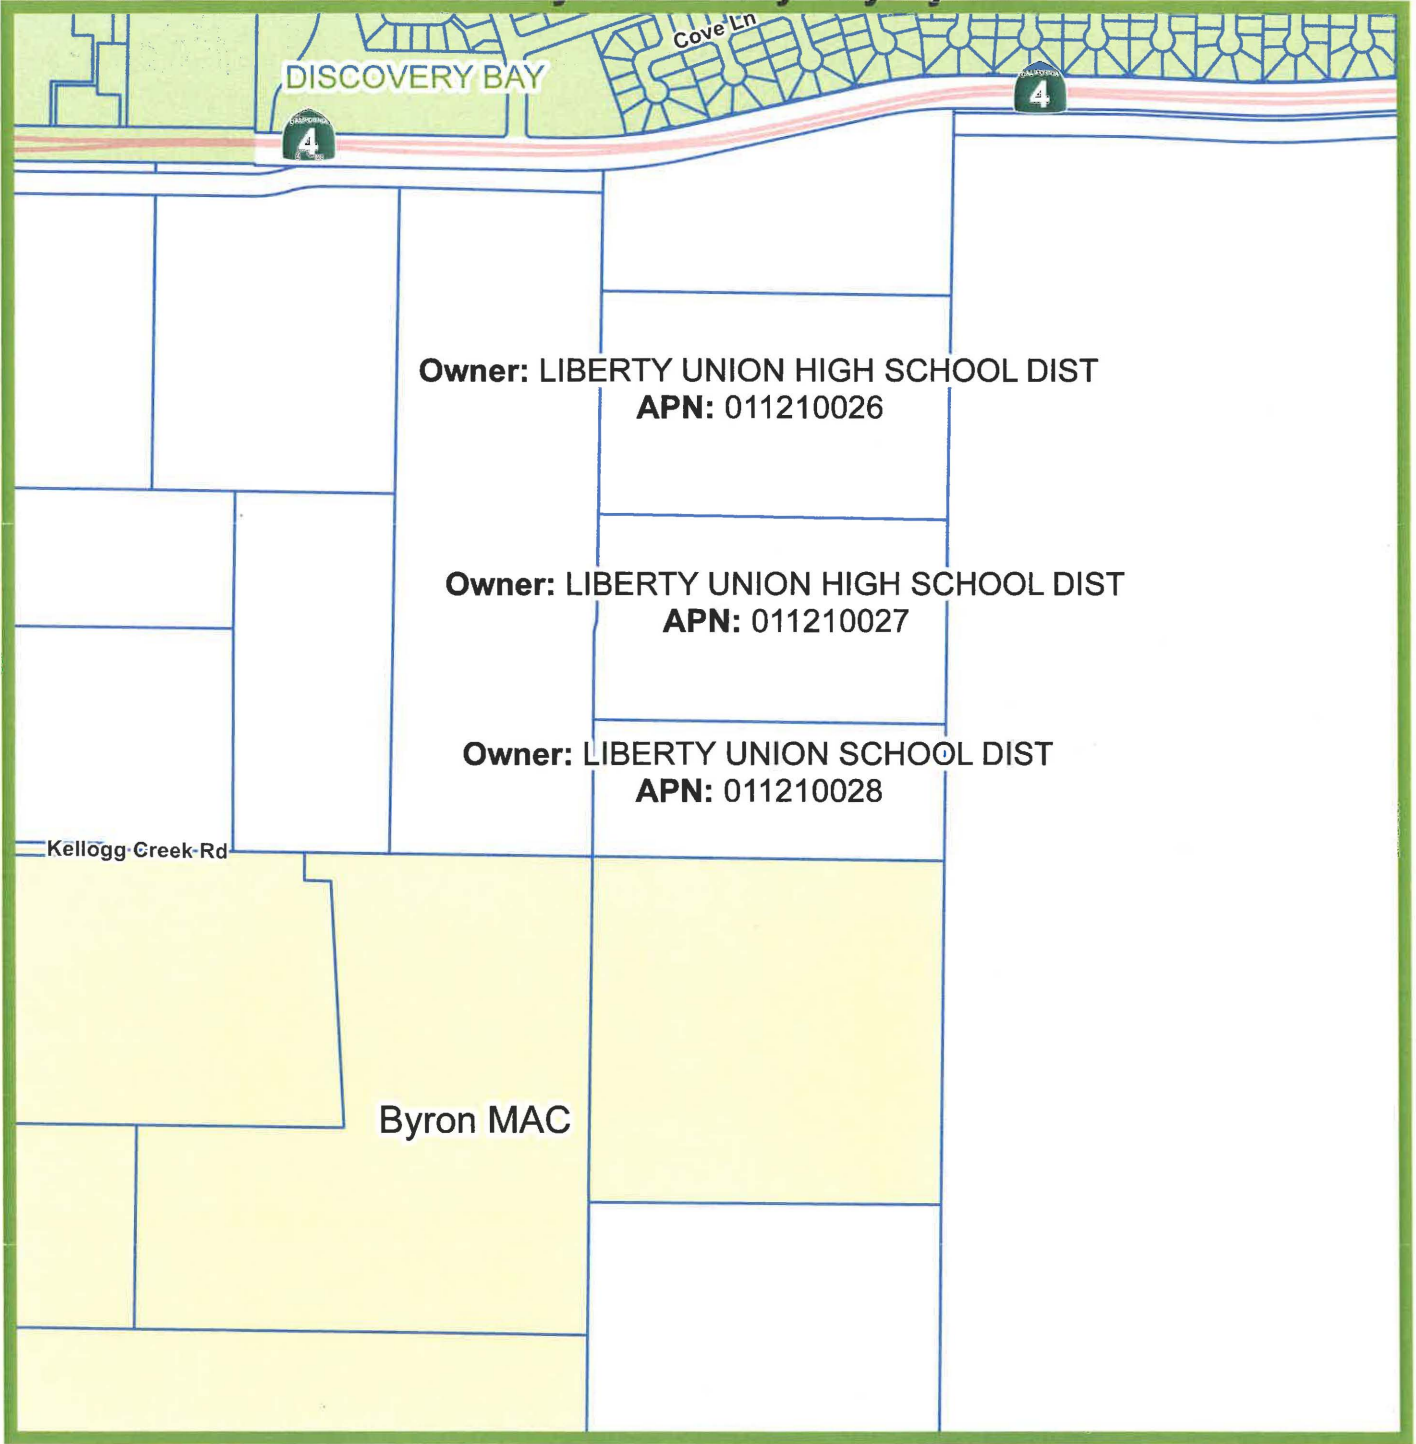 Cove Ln
DISCOVERY BAY
CALIFORNIA
4
4
Owner: LIBERTY UNION HIGH SCHOOL DIST
APN: 011210026
Owner: LIBERTY UNION HIGH SCHOOL DIST
APN: 011210027
Owner: LIBERTY UNION SCHOOL DIST
APN: 011210028
Kellogg Creek Rd
Byron MAC